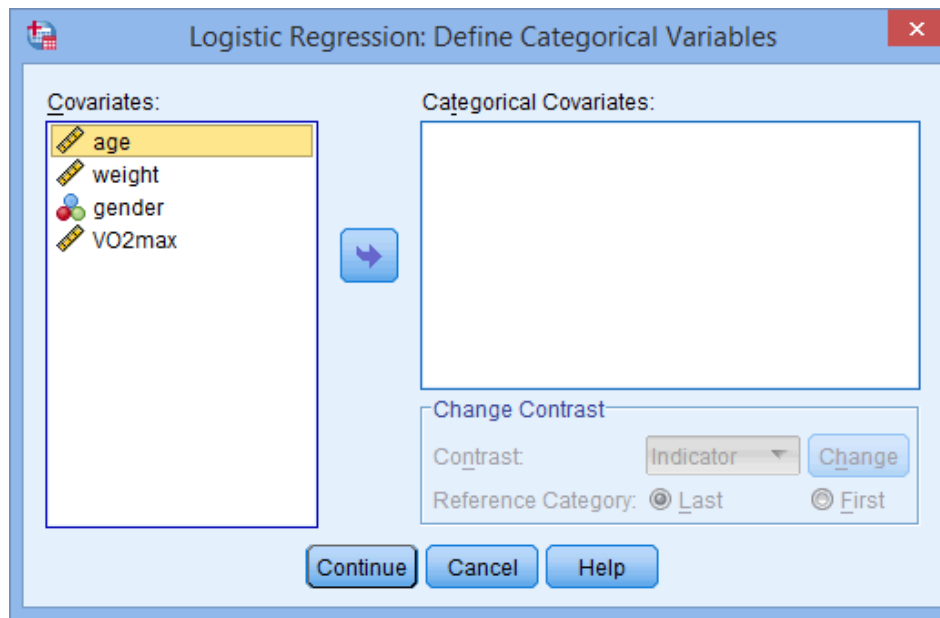 Logistic Regression: Define Categorical Variables
Covariates:
age
weight
gender
VO2max
Categorical Covariates:
Change Contrast
Contrast: Indicator Change
Reference Category: Last First
Continue Cancel Help